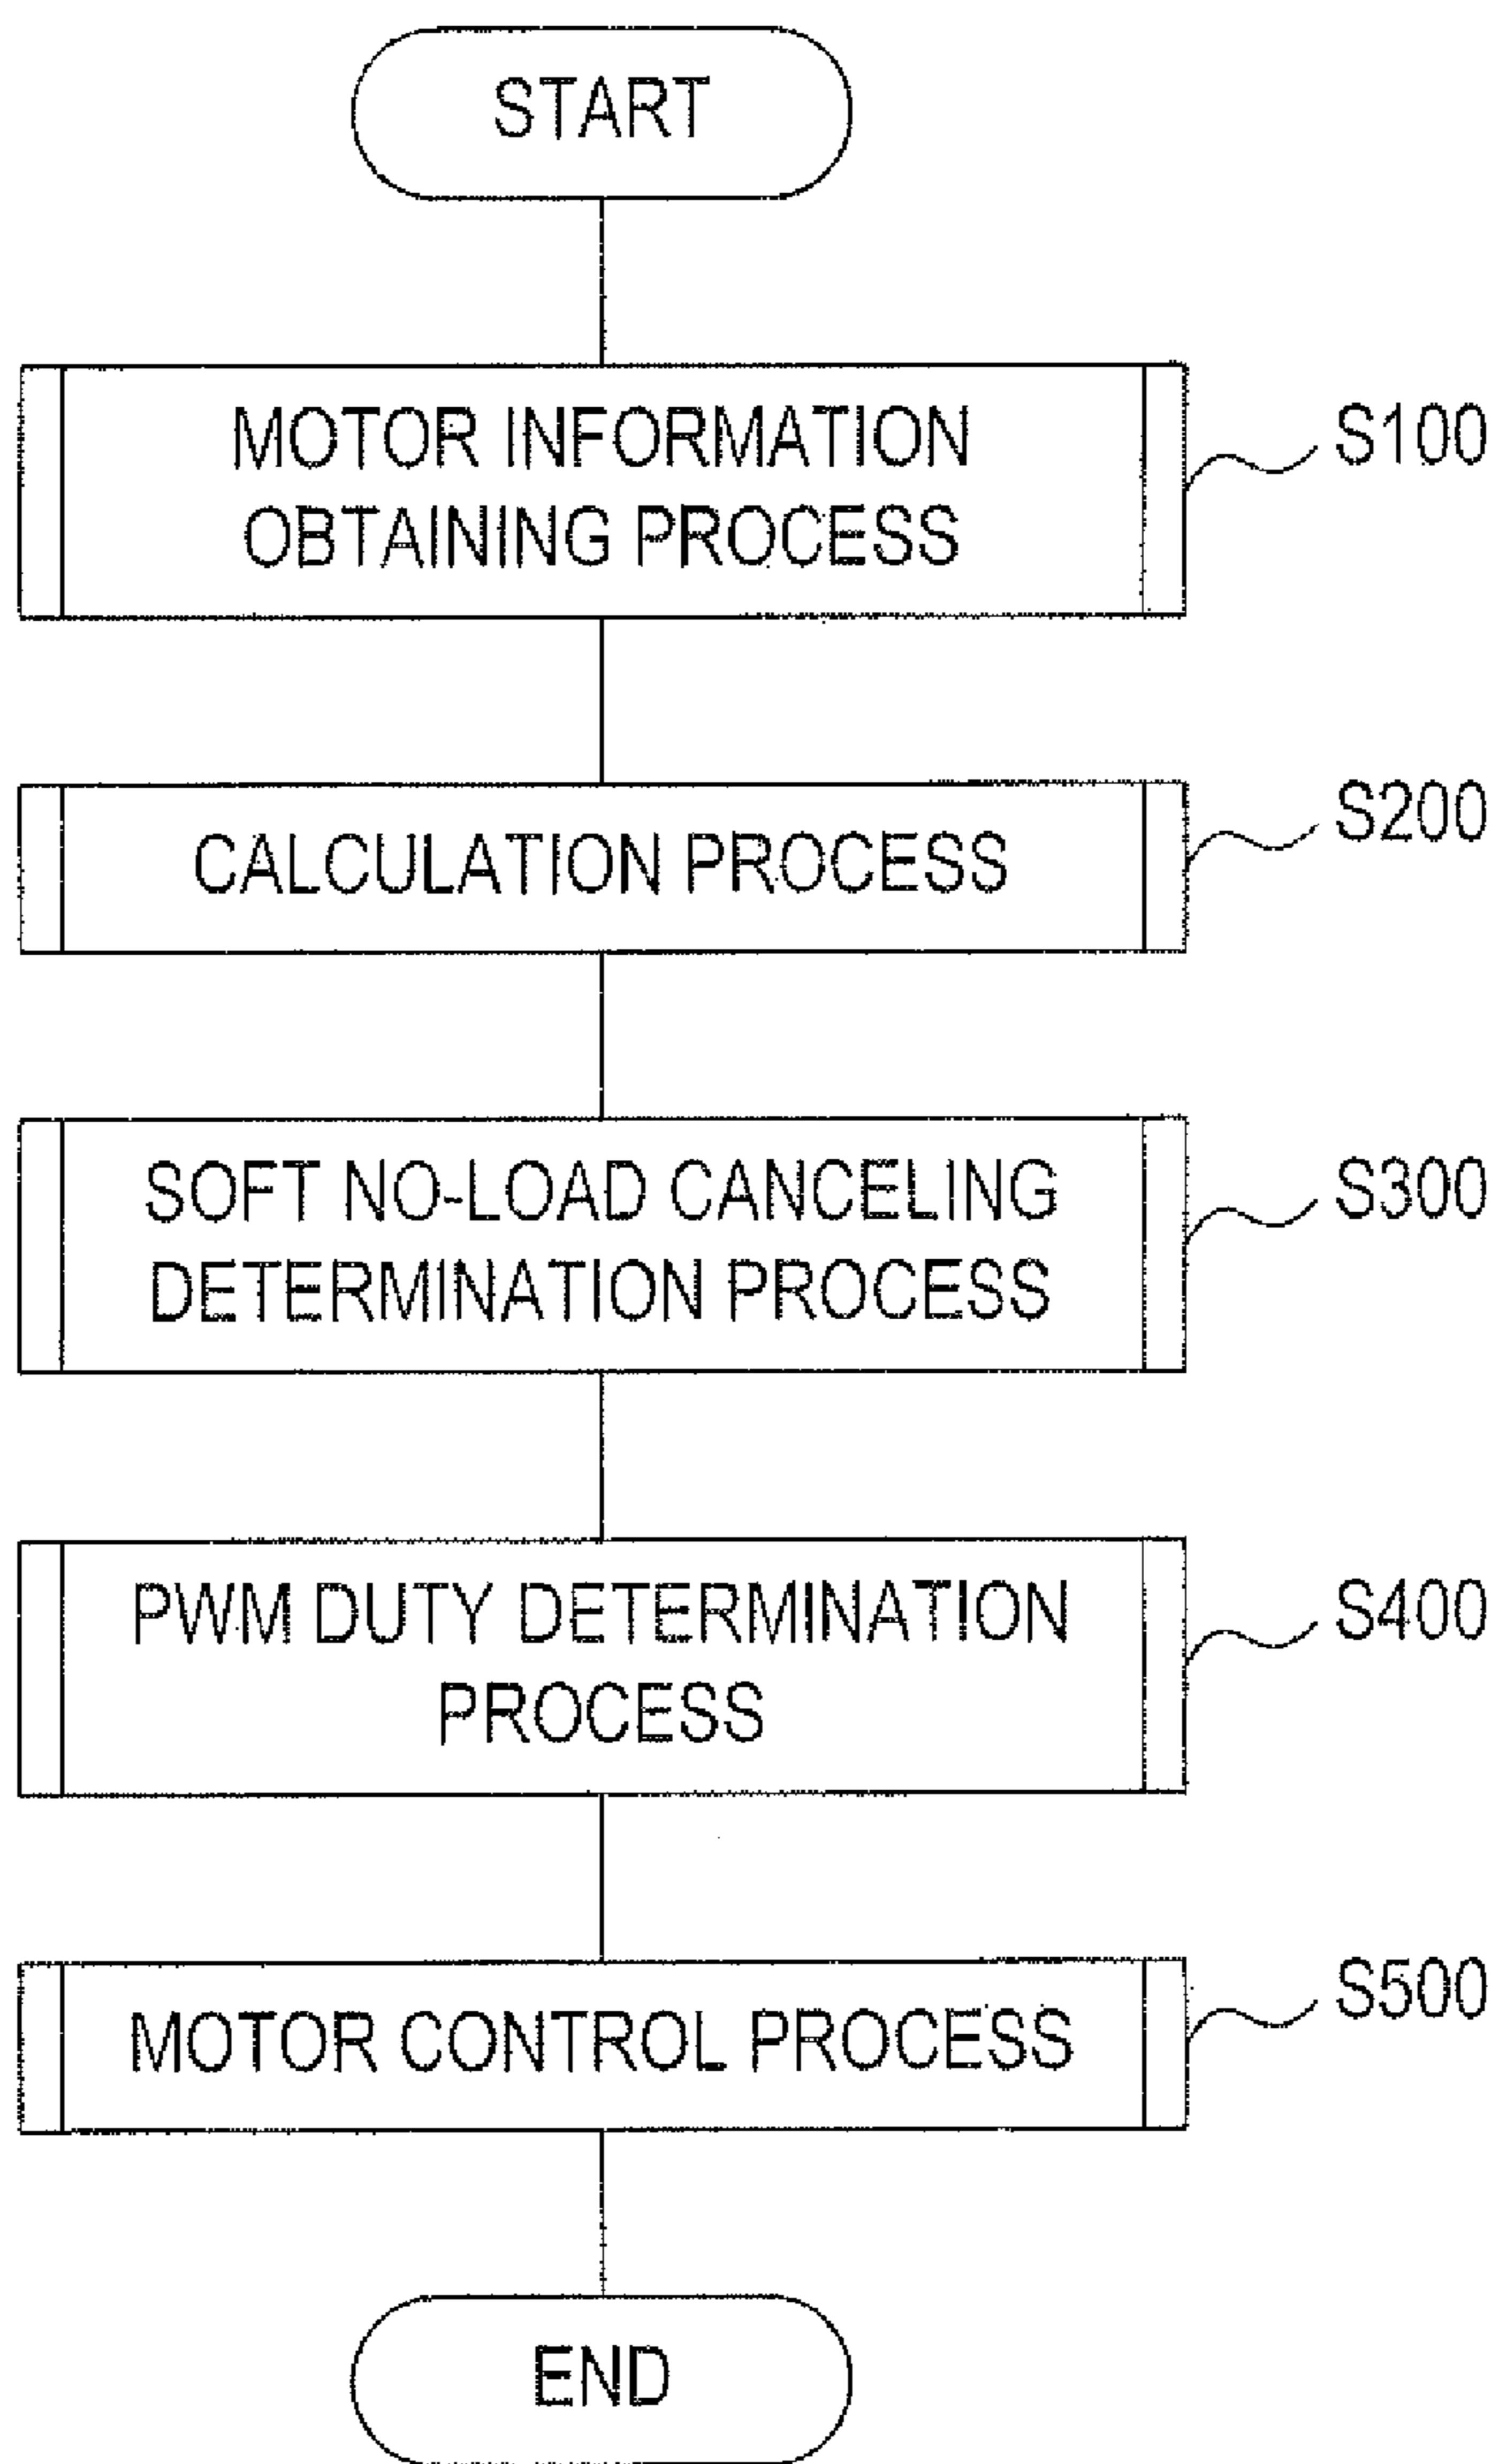 START
MOTOR INFORMATION
OBTAINING PROCESS
S100
CALCULATION PROCESS
S200
SOFT NO-LOAD CANCELING
DETERMINATION PROCESS
S300
PWM DUTY DETERMINATION
PROCESS
S400
MOTOR CONTROL PROCESS
S500
END